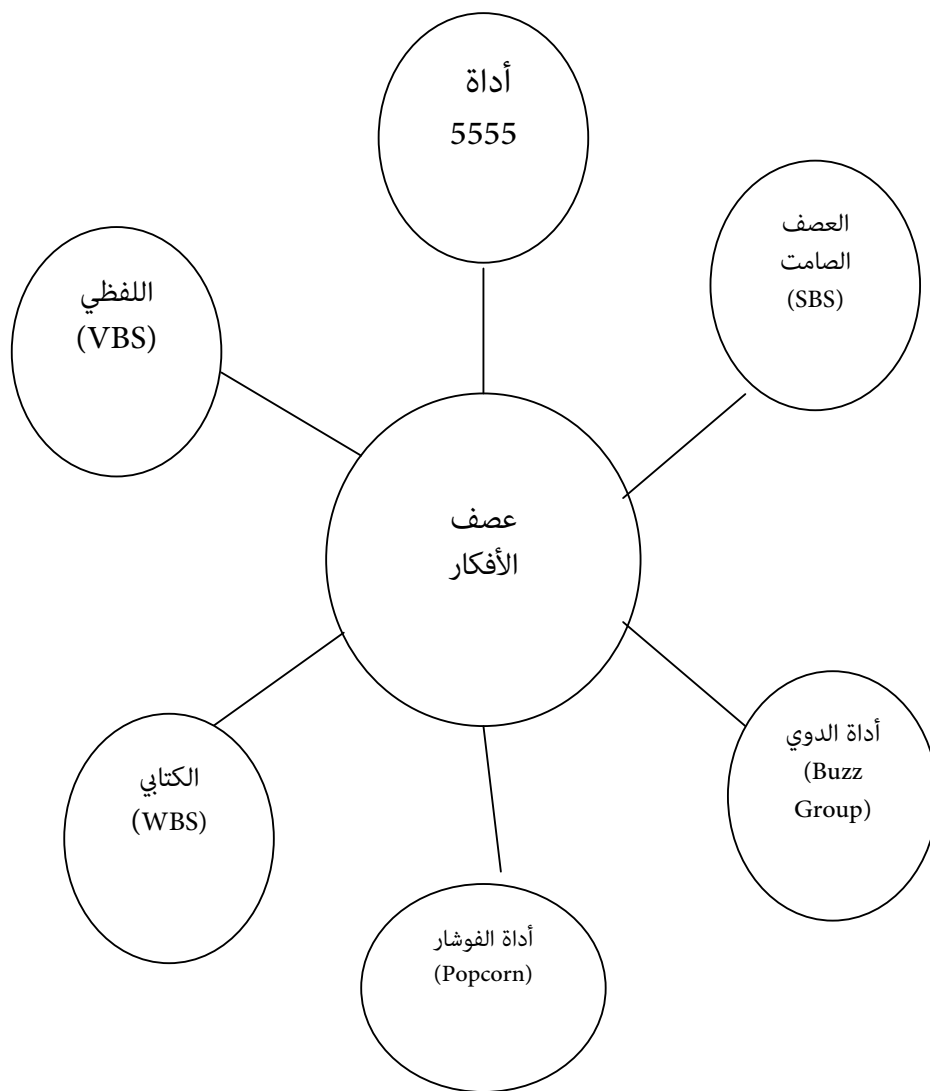 أداة
5555
العصف
الصامت
(SBS)
اللفظي
(VBS)
عصف
الأفكار
أداة الدوي
(Buzz
Group)
الكتابي
(WBS)
أداة الفوشار
(Popcorn)